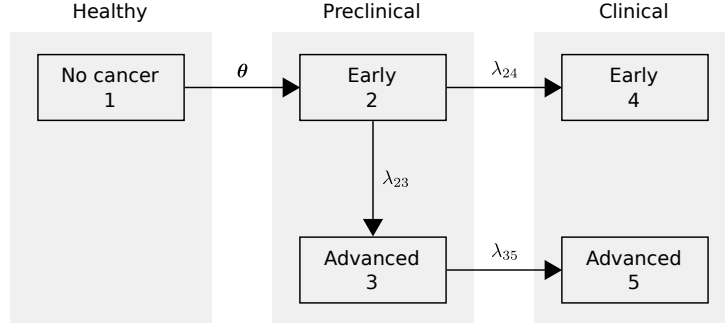 Healthy Preclinical Clinical
No cancer
1
θ
Early
2
λ24
Early
4
λ23
Advanced
3
λ35
Advanced
5